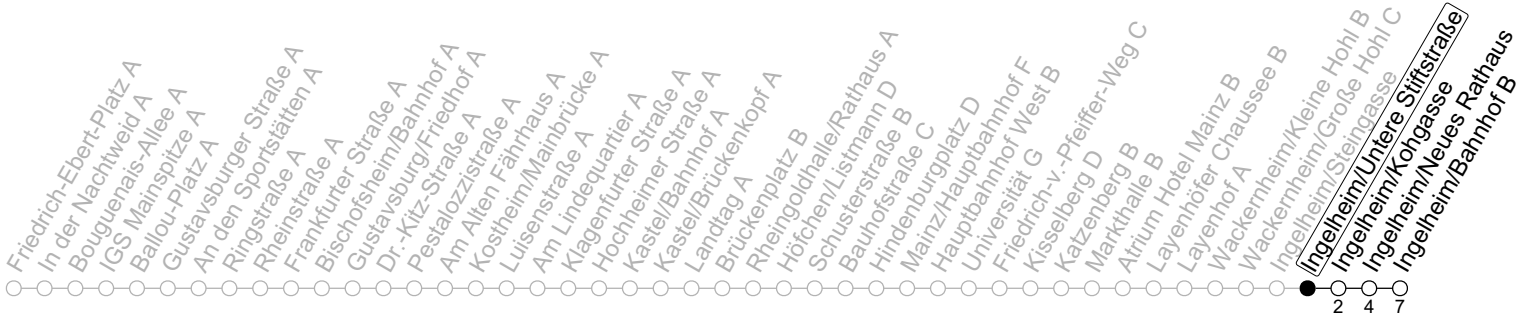 Friedrich-Ebert-Platz A
In der Nachtweid A
Bouguenais-Allee A
IGS Mainspitze A
Ballou-Platz A
Gustavsburger Straße A
An den Sportstätten A
Ringstraße A
Rheinstraße A
Frankfurter Straße A
Bischofsheim/Bahnhof A
Gustavsburg/Friedhof A
Dr.-Kitz-Straße A
Pestalozzistraße A
Am Alten Fährhaus A
Kostheim/Mainbrücke A
Luisenstraße A
Am Lindequartier A
Klagenfurter Straße A
Hochheimer Straße A
Kastel/Bahnhof A
Kastel/Brückenkopf A
Landtag A
Brückenplatz B
Rheingoldhalle/Rathaus A
Höfchen/Listmann D
Schusterstraße B
Bauhofstraße C
Hindenburgplatz D
Mainz/Hauptbahnhof F
Hauptbahnhof West B
Universität G
Friedrich-v.-Pfeiffer-Weg C
Kisselberg D
Katzenberg B
Markthalle B
Atrium Hotel Mainz B
Layenhöfer Chaussee B
Layenhof A
Wackernheim/Kleine Hohl B
Wackernheim/Große Hohl C
Ingelheim/Steingasse
Ingelheim/Untere Stiftstraße
Ingelheim/Kohngasse
Ingelheim/Neues Rathaus
Ingelheim/Bahnhof B
2 4 7